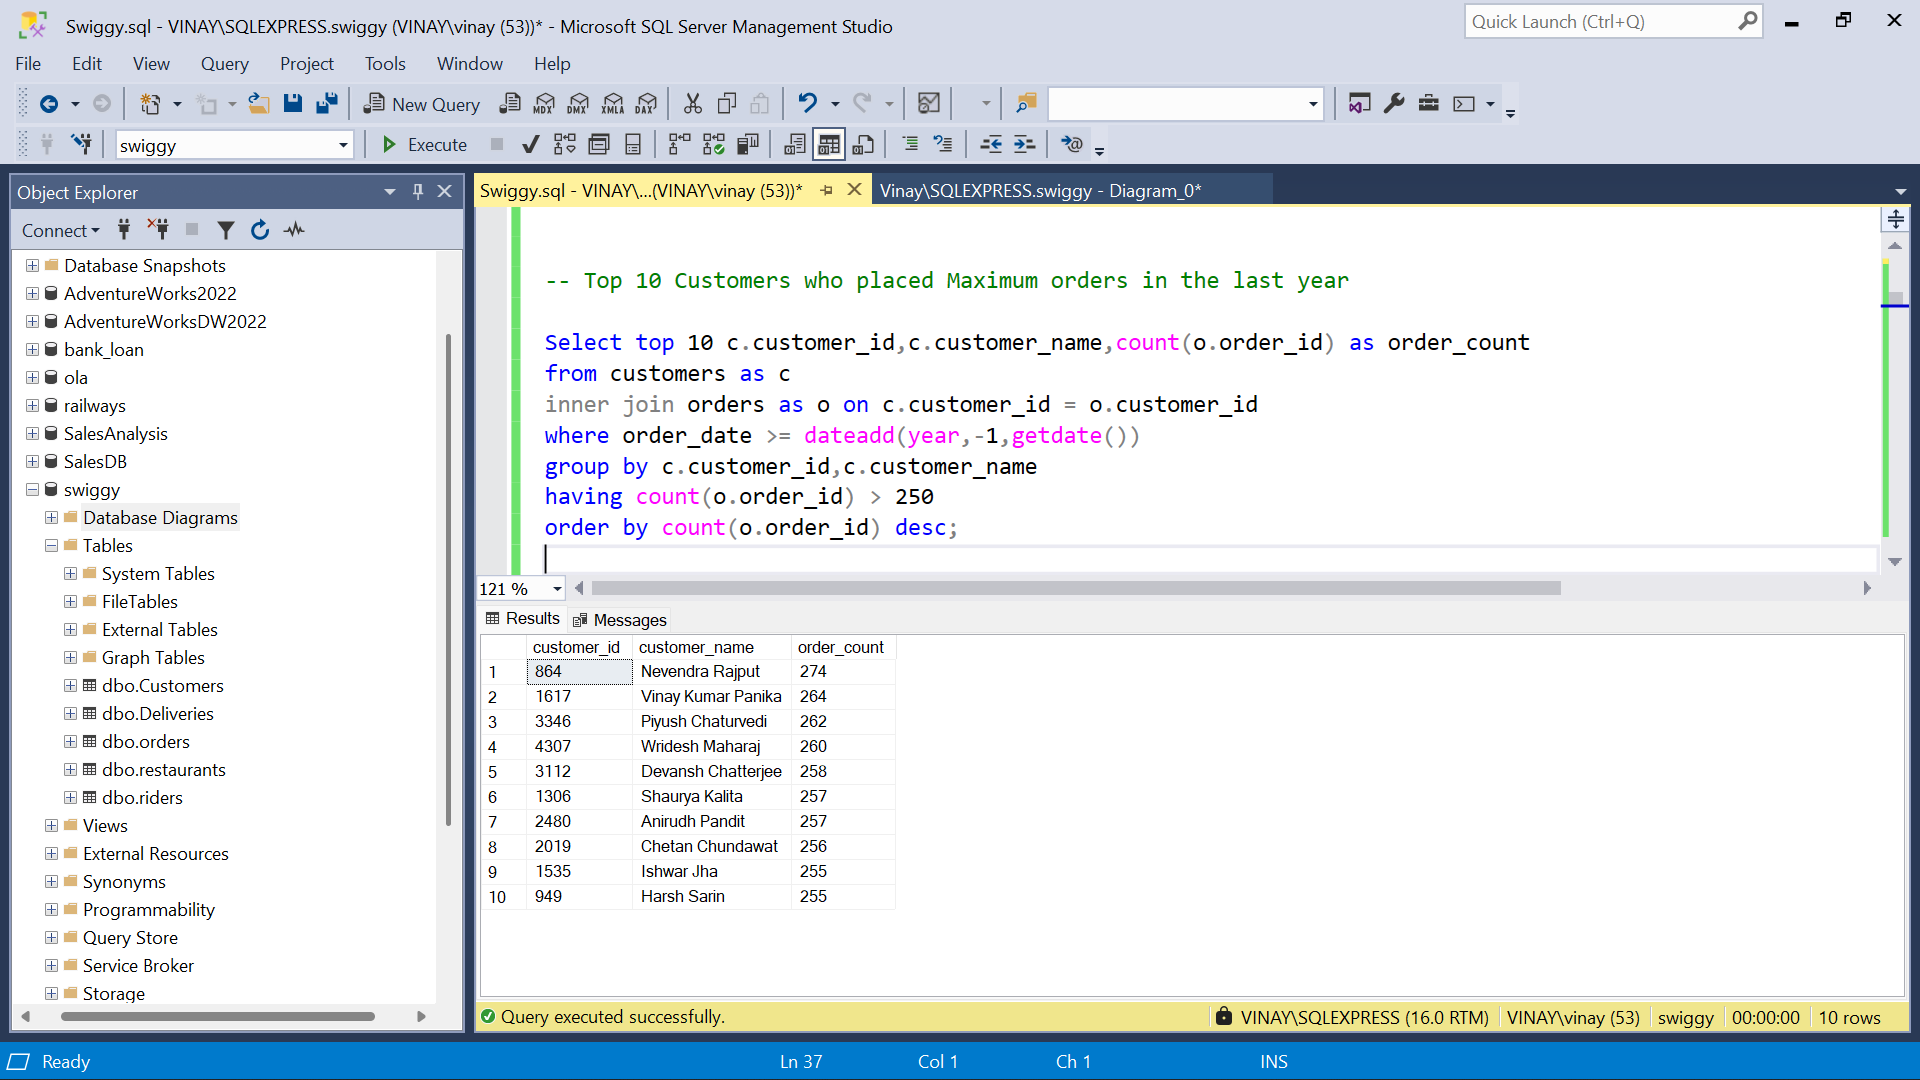 Swiggy.sql - VINAY\SQLEXPRESS.swiggy (VINAY\vinay (53))* - Microsoft SQL Server Management Studio
Quick Launch (Ctrl+Q)
File Edit View Query Project Tools Window Help
New Query MDX DMX XMLA DAX
swiggy Execute
Object Explorer
Connect
Database Snapshots
AdventureWorks2022
AdventureWorksDW2022
bank_loan
ola
railways
SalesAnalysis
SalesDB
swiggy
Database Diagrams
Tables
System Tables
FileTables
External Tables
Graph Tables
dbo.Customers
dbo.Deliveries
dbo.orders
dbo.restaurants
dbo.riders
Views
External Resources
Synonyms
Programmability
Query Store
Service Broker
Storage
Swiggy.sql - VINAY\...(VINAY\vinay (53))* Vinay\SQLEXPRESS.swiggy - Diagram_0*
-- Top 10 Customers who placed Maximum orders in the last year
Select top 10 c.customer_id,c.customer_name,count(o.order_id) as order_count
from customers as c
inner join orders as o on c.customer_id = o.customer_id
where order_date >= dateadd(year,-1,getdate())
group by c.customer_id,c.customer_name
having count(o.order_id) > 250
order by count(o.order_id) desc;
121 %
Results Messages
customer_id customer_name order_count
1 864 Nevendra Rajput 274
2 1617 Vinay Kumar Panika 264
3 3346 Piyush Chaturvedi 262
4 4307 Wridesh Maharaj 260
5 3112 Devansh Chatterjee 258
6 1306 Shaurya Kalita 257
7 2480 Anirudh Pandit 257
8 2019 Chetan Chundawat 256
9 1535 Ishwar Jha 255
10 949 Harsh Sarin 255
Query executed successfully. VINAY\SQLEXPRESS (16.0 RTM) VINAY\vinay (53) swiggy 00:00:00 10 rows
Ready Ln 37 Col 1 Ch 1 INS